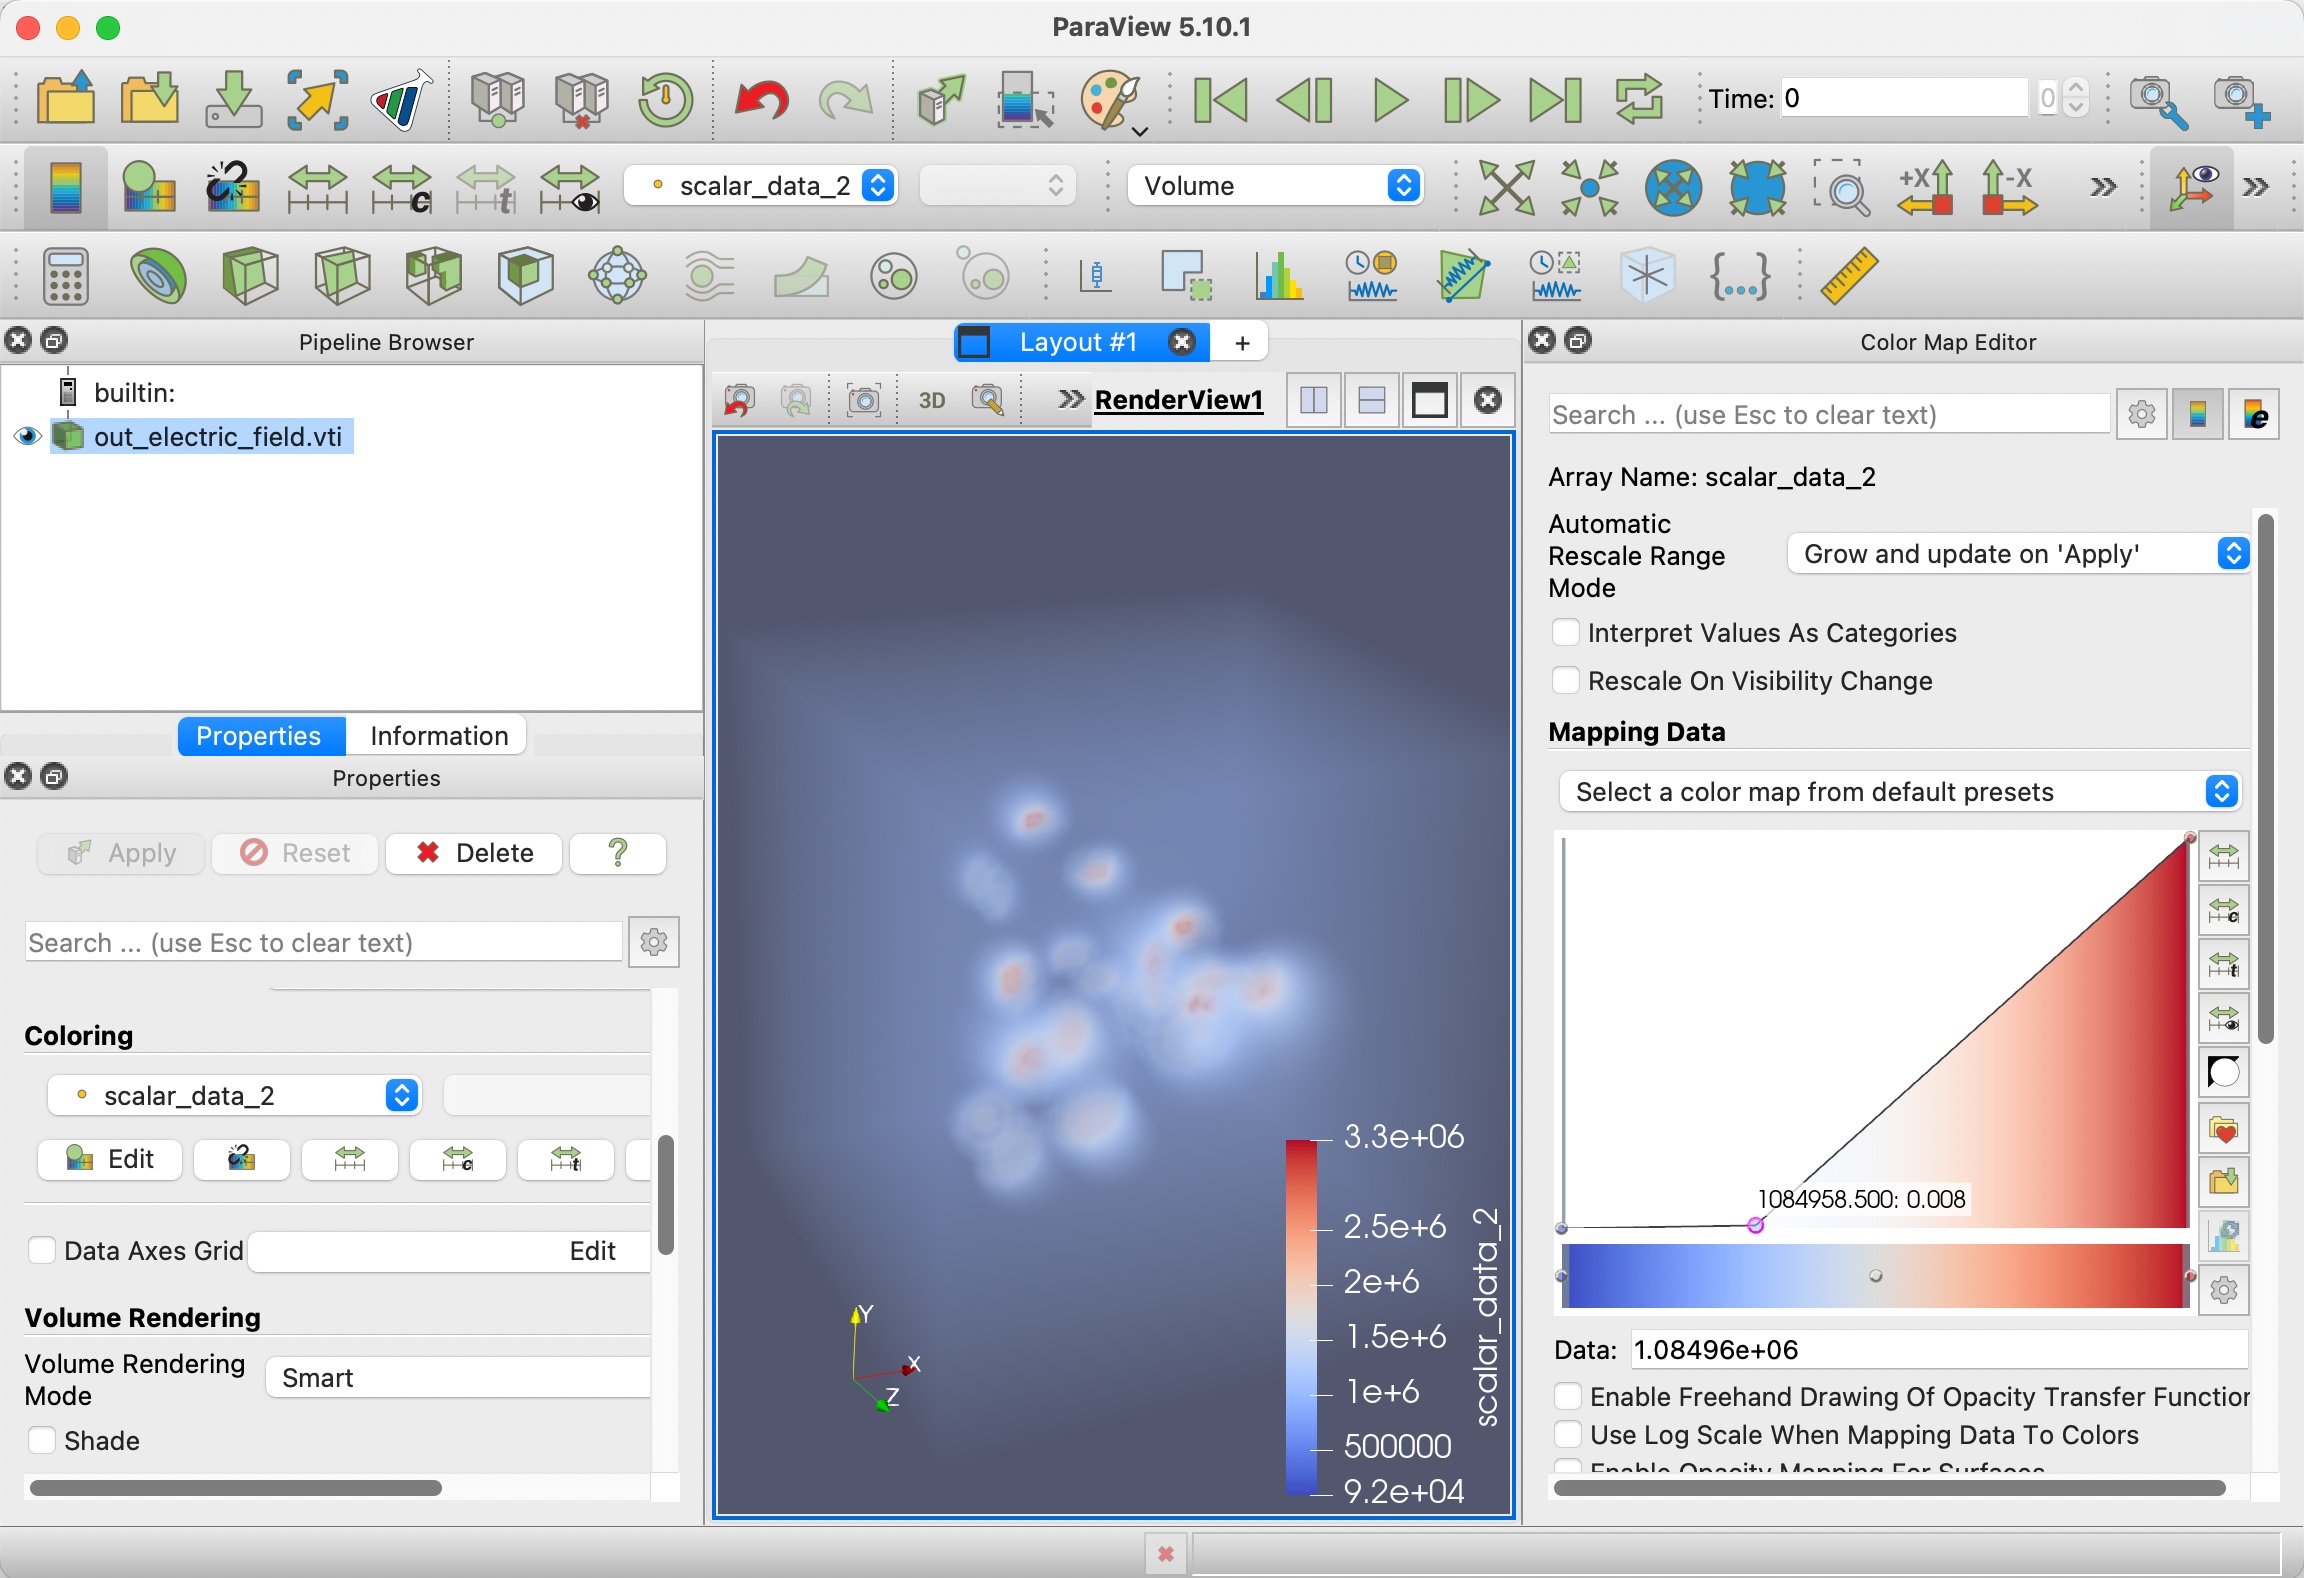 ParaView 5.10.1
Time: 0
0
c
t
scalar_data_2
Volume
+X
-X
Pipeline Browser
builtin:
out_electric_field.vti
Properties
Information
Properties
Apply
Reset
Delete
?
Search ... (use Esc to clear text)
Coloring
scalar_data_2
Edit
c
t
Data Axes Grid
Edit
Volume Rendering
Volume Rendering
Mode
Smart
Shade
Layout #1
+
3D
RenderView1
3.3e+06
2.5e+6
2e+6
1.5e+6
1e+6
500000
9.2e+04
scalar_data_2
Y
X
Z
Color Map Editor
Search ... (use Esc to clear text)
e
Array Name: scalar_data_2
Automatic
Rescale Range
Mode
Grow and update on 'Apply'
Interpret Values As Categories
Rescale On Visibility Change
Mapping Data
Select a color map from default presets
c
t
1084958.500: 0.008
Data: 1.08496e+06
Enable Freehand Drawing Of Opacity Transfer Function
Use Log Scale When Mapping Data To Colors
Enable Opacity Mapping For Surfaces